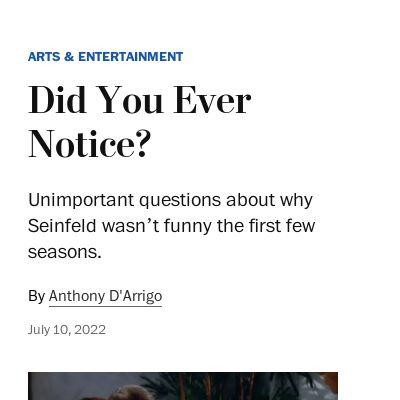 ARTS & ENTERTAINMENT
Did You Ever
Notice?
Unimportant questions about why
Seinfeld wasn’t funny the first few
seasons.
By Anthony D'Arrigo
July 10, 2022